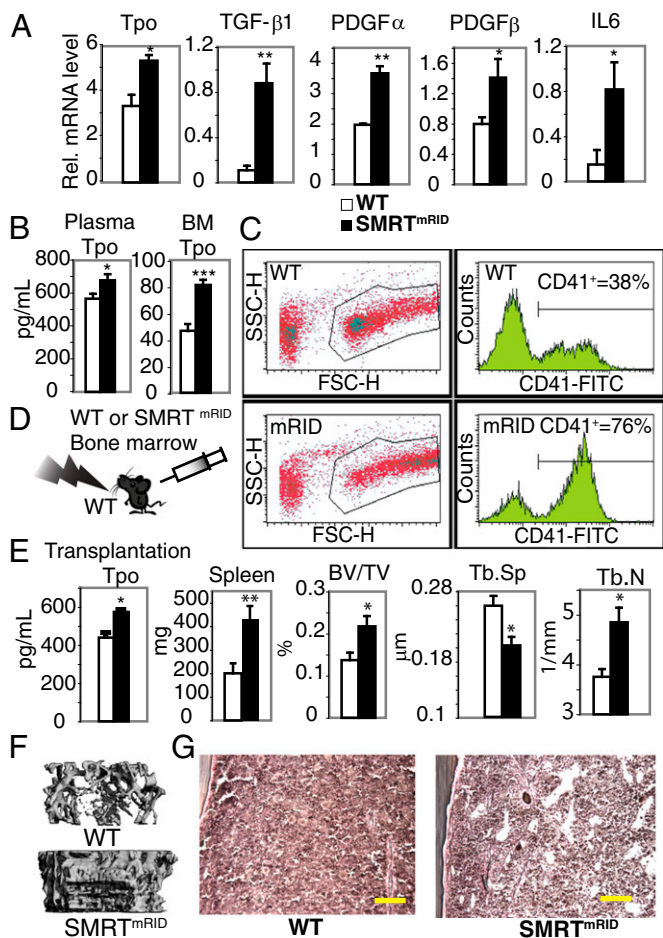 A
Tpo
TGF-β1
PDGFα
PDGFβ
IL6
Rel. mRNA level
6
4
2
0
1.2
0.8
0.4
0
4
3
2
1
0
1.6
1.2
0.8
0.4
0
1.2
0.8
0.4
0
*
**
**
*
*
WT
SMRTmRID
B
Plasma
Tpo
BM
Tpo
pg/mL
800
600
400
200
0
100
80
60
40
20
0
*
***
C
WT
SSC-H
FSC-H
WT
CD41+=38%
Counts
CD41-FITC
mRID
SSC-H
FSC-H
mRID CD41+=76%
Counts
CD41-FITC
D
WT or SMRT mRID
Bone marrow
WT
E
Transplantation
Tpo
Spleen
BV/TV
Tb.Sp
Tb.N
pg/mL
600
400
200
0
*
mg
500
400
300
200
100
0
**
%
0.3
0.2
0.1
0
*
μm
0.28
0.18
0.1
*
1/mm
5
4
3
*
F
WT
SMRTmRID
G
WT
SMRTmRID